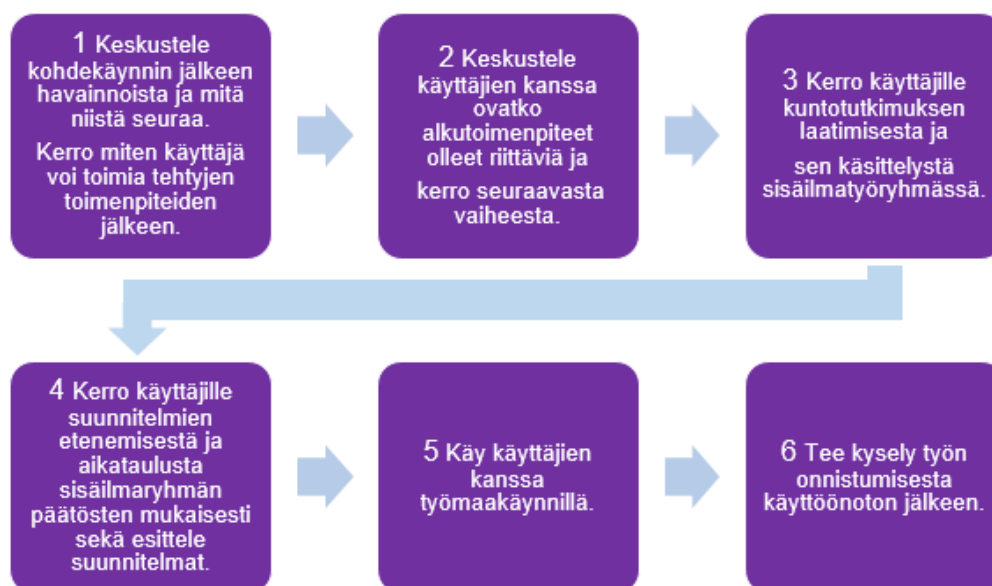 1 Keskustele
kohdekäynnin jälkeen
havainnoista ja mitä
niistä seuraa.
Kerro miten käyttäjä
voi toimia tehtyjen
toimenpiteiden
jälkeen.
2 Keskustele
käyttäjien kanssa
ovatko
alkutoimenpiteet
olleet riittäviä ja
kerro seuraavasta
vaiheesta.
3 Kerro käyttäjille
kuntotutkimuksen
laatimisesta ja
sen käsittelystä
sisäilmatyöryhmässä.
4 Kerro käyttäjille
suunnitelmien
etenemisestä ja
aikataulusta
sisäilmaryhmän
päätösten mukaisesti
sekä esittele
suunnitelmat.
5 Käy käyttäjien
kanssa
työmaakäynnillä.
6 Tee kysely työn
onnistumisesta
käyttöönoton jälkeen.